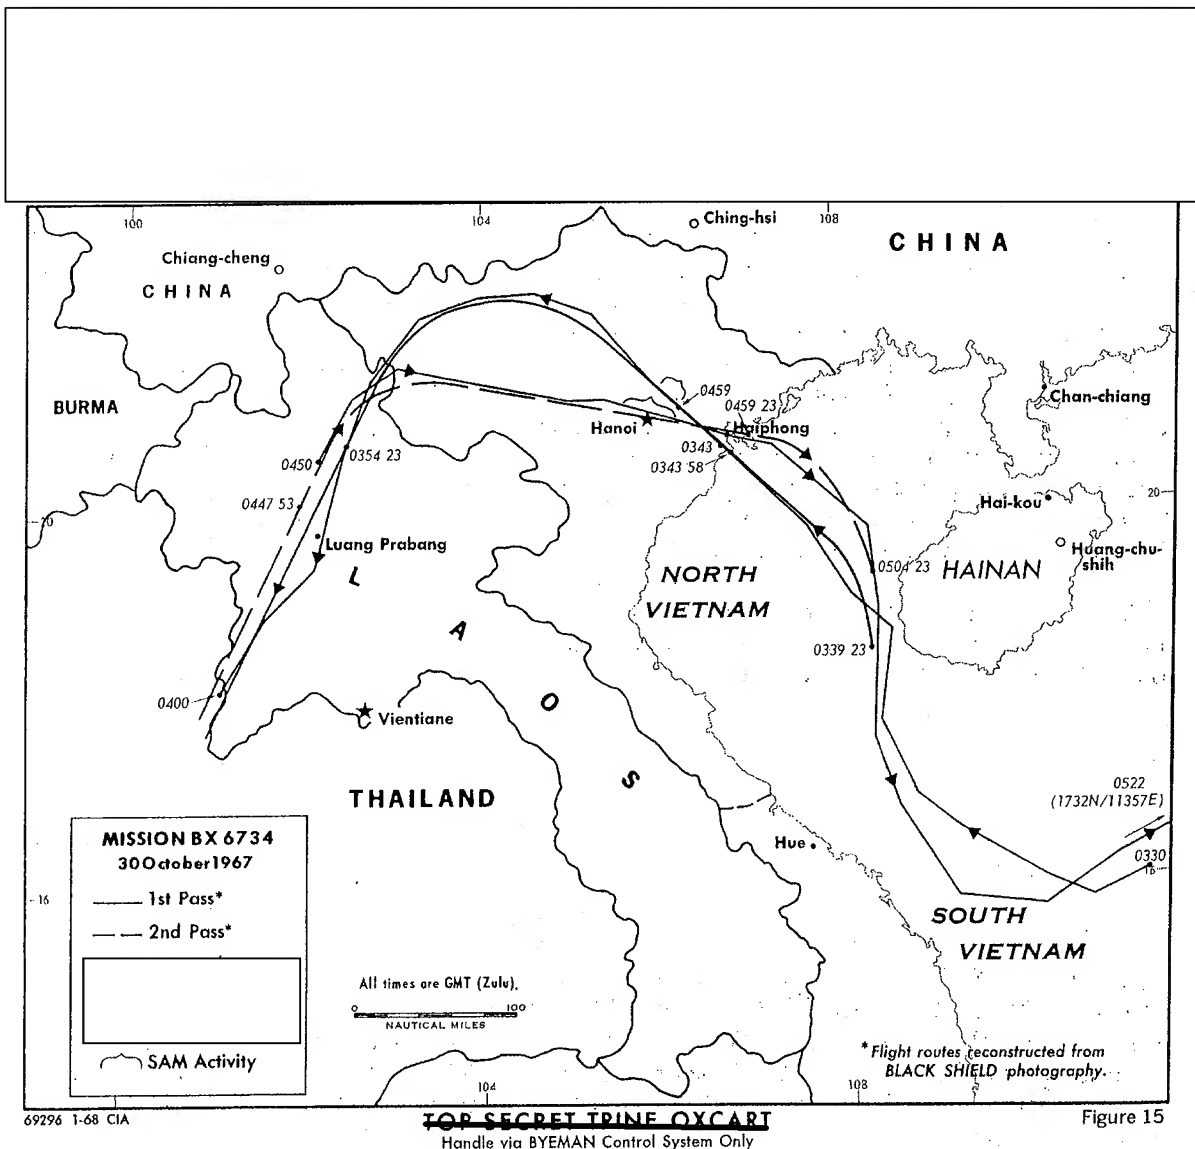 100
104
108
Ching-hsi
CHINA
Chiang-cheng
CHINA
BURMA
Chan-chiang
0459
0459 23
Hanoi
Haiphong
0343
0343 58
0450
0354 23
0447 53
20
20
Hai-kou
Luang Prabang
Huang-chu-
shih
HAINAN
0504 23
NORTH
VIETNAM
LAOS
0339 23
0400
Vientiane
THAILAND
0522
(1732N/11357E)
0330
16
Hue
MISSION BX 6734
30 October 1967
1st Pass*
2nd Pass*
SAM Activity
16
SOUTH
VIETNAM
All times are GMT (Zulu).
0 100
NAUTICAL MILES
*Flight routes reconstructed from
BLACK SHIELD photography.
104
108
69296 1-68 CIA
TOP SECRET TRINE OXCART
Handle via BYEMAN Control System Only
Figure 15